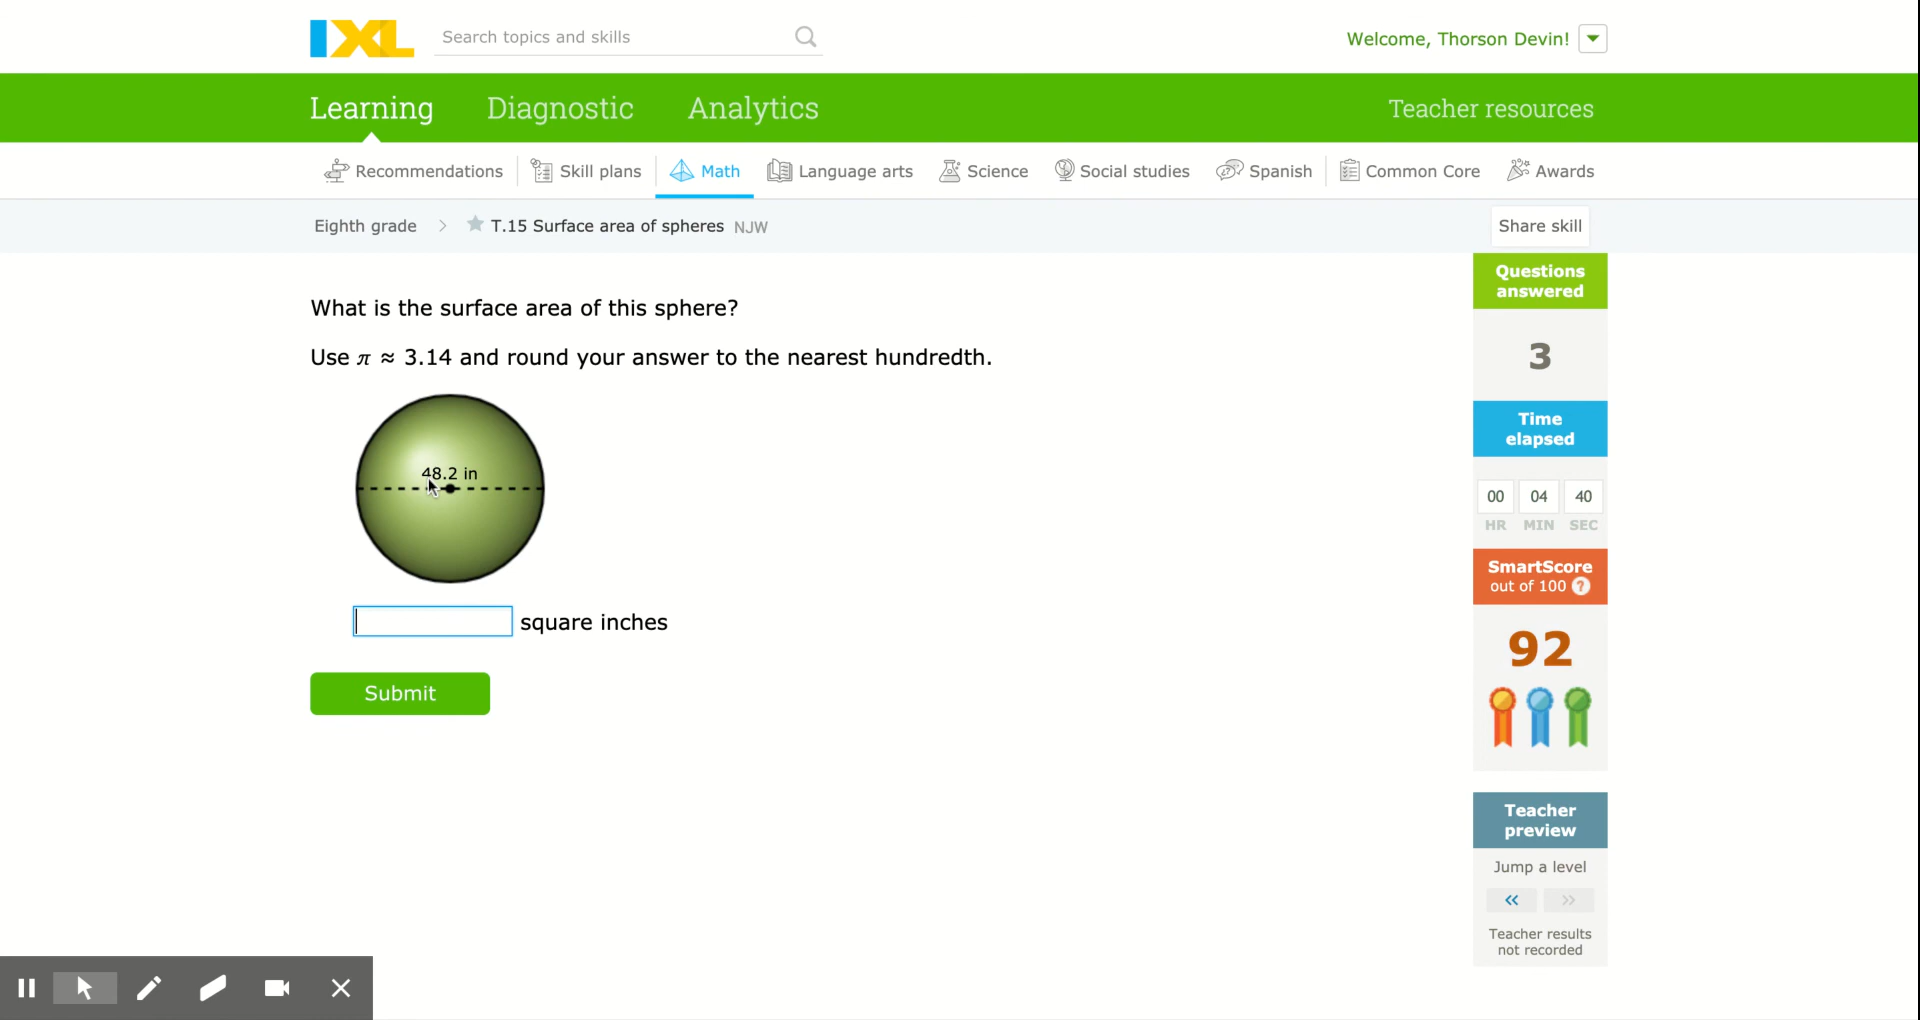 IXL
Search topics and skills
Welcome, Thorson Devin!
Learning
Diagnostic
Analytics
Teacher resources
Recommendations
Skill plans
Math
Language arts
Science
Social studies
Spanish
Common Core
Awards
Eighth grade
T.15 Surface area of spheres NJW
Share skill
What is the surface area of this sphere?
Use π ≈ 3.14 and round your answer to the nearest hundredth.
48.2 in
square inches
Submit
Questions
answered
3
Time
elapsed
00 04 40
HR MIN SEC
SmartScore
out of 100 ?
92
Teacher
preview
Jump a level
<<
>>
Teacher results
not recorded